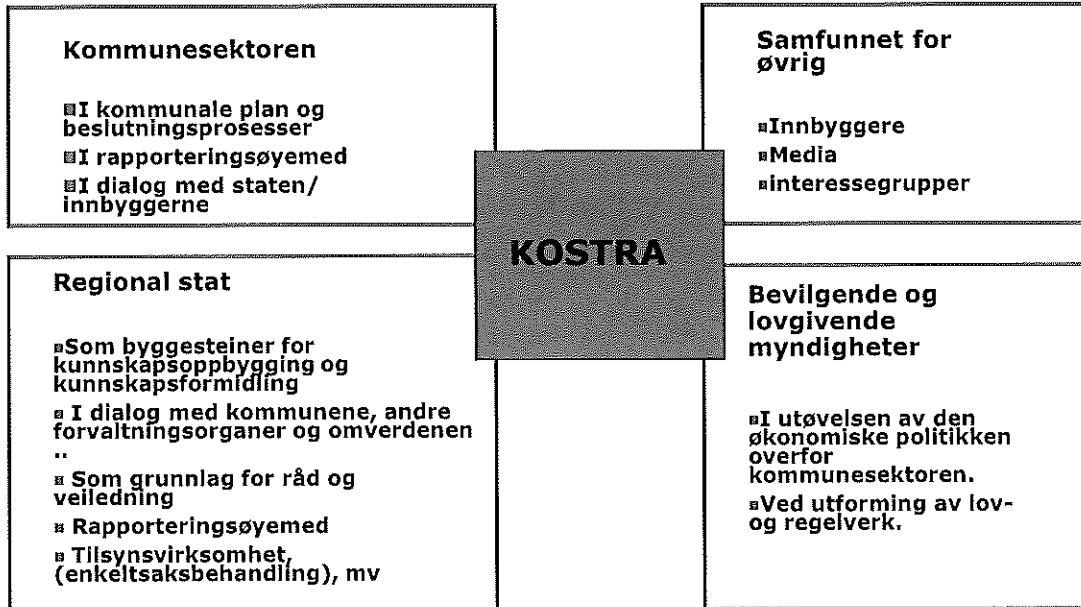 Kommunesektoren
▪I kommunale plan og
beslutningsprosesser
▪I rapporteringsøyemed
▪I dialog med staten/
innbyggerne
Samfunnet for
øvrig
▪Innbyggere
▪Media
▪interessegrupper
KOSTRA
Regional stat
▪Som byggesteiner for
kunnskapsoppbygging og
kunnskapsformidling
▪ I dialog med kommunene, andre
forvaltningsorganer og omverdenen
..
▪ Som grunnlag for råd og
veiledning
▪ Rapporteringsøyemed
▪ Tilsynsvirksomhet,
(enkeltsaksbehandling), mv
Bevilgende og
lovgivende
myndigheter
▪I utøvelsen av den
økonomiske politikken
overfor
kommunesektoren.
▪Ved utforming av lov-
og regelverk.